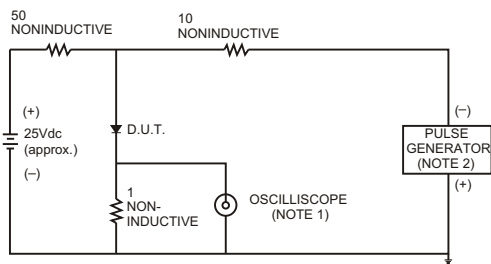 50
NONINDUCTIVE
10
NONINDUCTIVE
(+)
25Vdc
(approx.)
(–)
D.U.T.
1
NON-
INDUCTIVE
OSCILLISCOPE
(NOTE 1)
(–)
PULSE
GENERATOR
(NOTE 2)
(+)